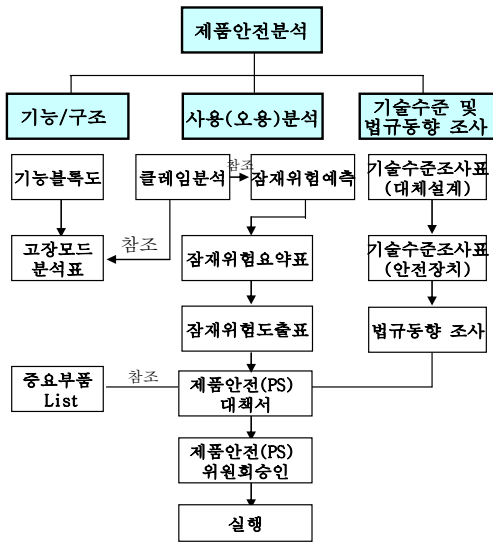 제품안전분석
기능/구조
사용(오용)분석
기술수준 및
법규동향 조사
기능블록도
클레임분석
참조
잠재위험예측
기술수준조사표
(대체설계)
고장모드
분석표
참조
잠재위험요약표
기술수준조사표
(안전장치)
잠재위험도출표
법규동향 조사
중요부품
List
참조
제품안전(PS)
대책서
제품안전(PS)
위원회승인
실행